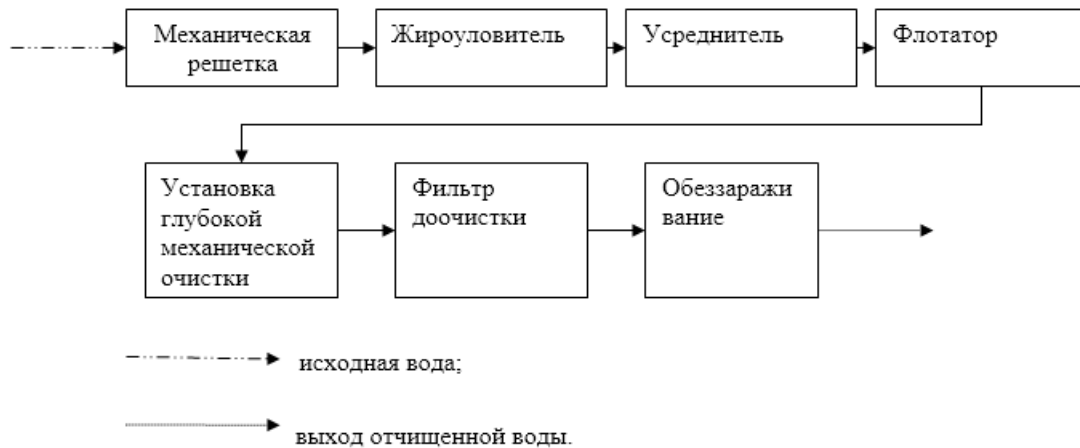 Механическая
решетка
Жироуловитель
Усреднитель
Флотатор
Установка
глубокой
механической
очистки
Фильтр
доочистки
Обеззаражи
вание
исходная вода;
выход отчищенной воды.